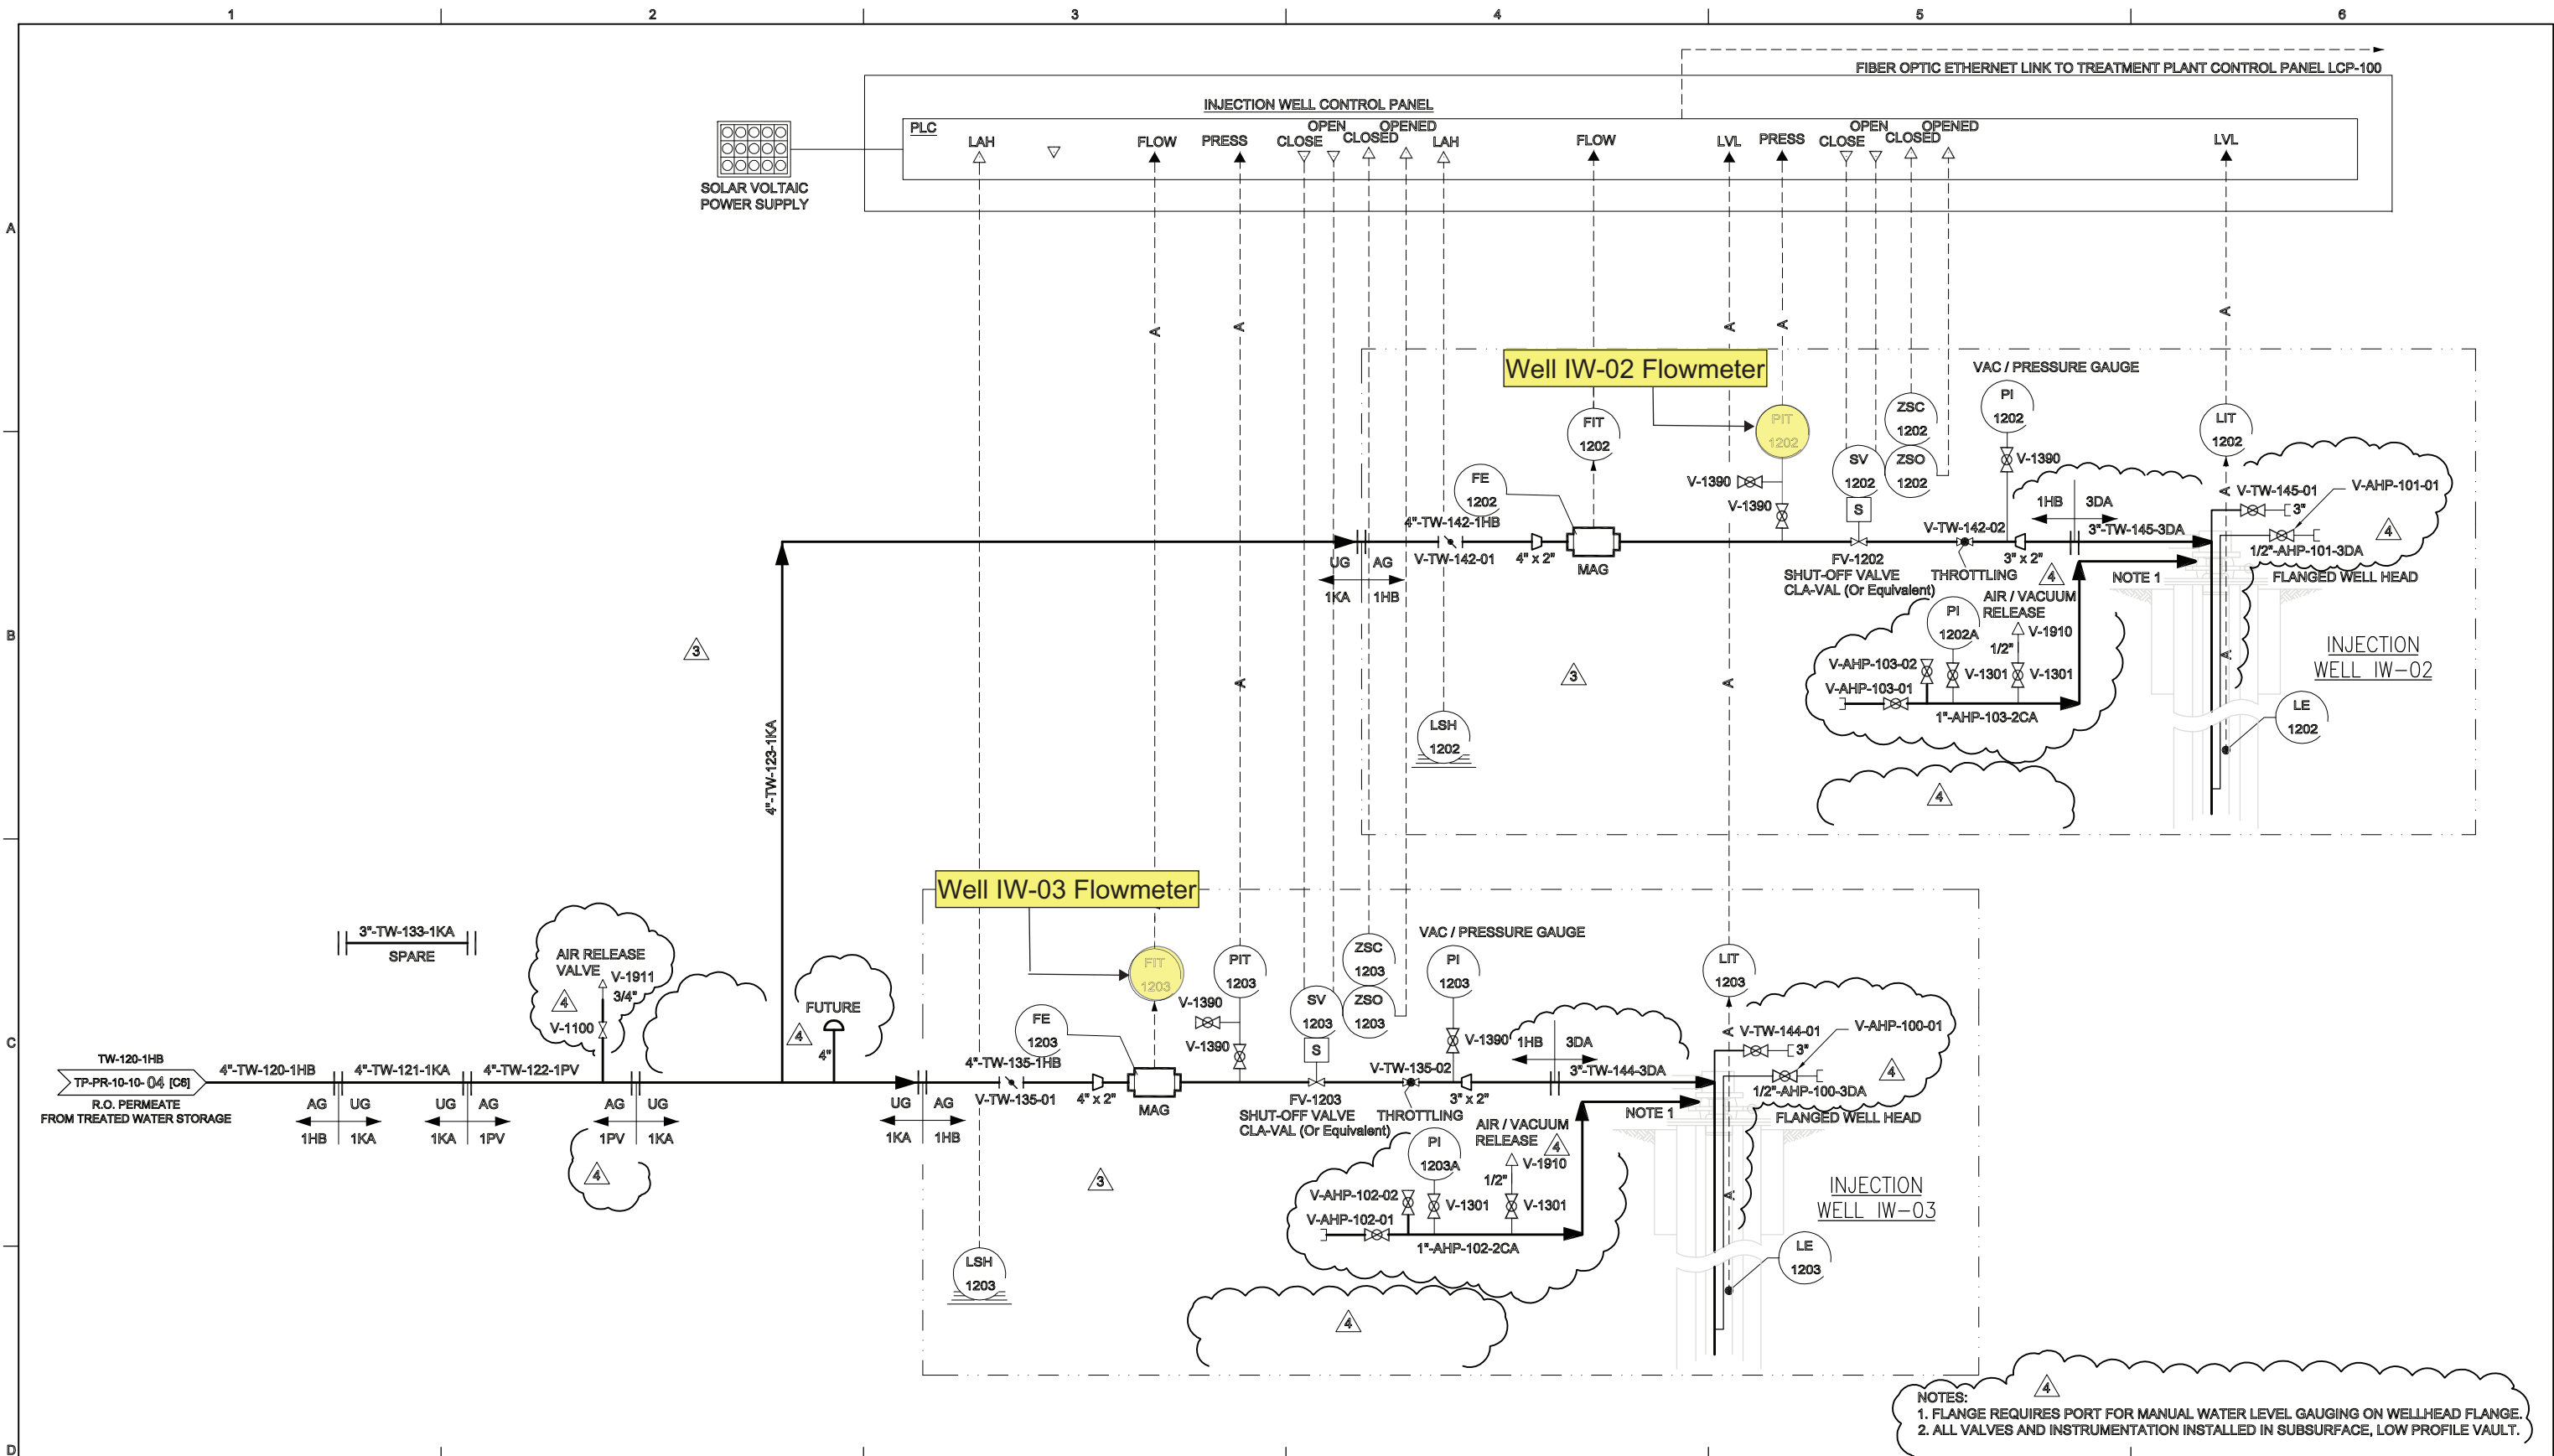 1 2 3 4 5 6
FIBER OPTIC ETHERNET LINK TO TREATMENT PLANT CONTROL PANEL LCP-100
INJECTION WELL CONTROL PANEL
PLC
LAH
FLOW
PRESS
CLOSE
OPEN
CLOSED
OPENED
LAH
FLOW
LVL
PRESS
CLOSE
OPEN
CLOSED
OPENED
LVL
SOLAR VOLTAIC
POWER SUPPLY
A
A
A
A
A
A
Well IW-02 Flowmeter
VAC / PRESSURE GAUGE
FIT
1202
PIT
1202
ZSC
1202
PI
1202
LIT
1202
FE
1202
V-1390
V-1390
SV
1202
S
ZSO
1202
V-1390
1HB
3DA
A
V-TW-145-01
V-AHP-101-01
3"
4
4"-TW-142-1HB
V-TW-142-01
4" x 2"
MAG
FV-1202
SHUT-OFF VALVE
CLA-VAL (Or Equivalent)
V-TW-142-02
THROTTLING
3" x 2"
3"-TW-145-3DA
1/2"-AHP-101-3DA
FLANGED WELL HEAD
NOTE 1
UG
AG
1KA
1HB
4
AIR / VACUUM
RELEASE
PI
1202A
V-1910
1/2"
V-AHP-103-02
V-1301
V-1301
V-AHP-103-01
1"-AHP-103-2CA
A
INJECTION
WELL IW-02
LE
1202
B
3
3
A
A
LSH
1202
4"-TW-123-1KA
4
Well IW-03 Flowmeter
3"-TW-133-1KA
SPARE
AIR RELEASE
VALVE
V-1911
3/4"
4
V-1100
FUTURE
4
4"
VAC / PRESSURE GAUGE
FIT
1203
PIT
1203
ZSC
1203
PI
1203
LIT
1203
FE
1203
V-1390
V-1390
SV
1203
S
ZSO
1203
V-1390
1HB
3DA
A
V-TW-144-01
V-AHP-100-01
3"
4
C
TW-120-1HB
TP-PR-10-10-04 [C6]
R.O. PERMEATE
FROM TREATED WATER STORAGE
4"-TW-120-1HB
4"-TW-121-1KA
4"-TW-122-1PV
AG
UG
1HB
1KA
UG
AG
1KA
1PV
AG
UG
1PV
1KA
4
UG
AG
1KA
1HB
4"-TW-135-1HB
V-TW-135-01
4" x 2"
MAG
FV-1203
SHUT-OFF VALVE
CLA-VAL (Or Equivalent)
V-TW-135-02
THROTTLING
3" x 2"
3"-TW-144-3DA
1/2"-AHP-100-3DA
FLANGED WELL HEAD
NOTE 1
AIR / VACUUM
RELEASE
4
PI
1203A
V-1910
1/2"
V-AHP-102-02
V-1301
V-1301
V-AHP-102-01
1"-AHP-102-2CA
3
A
INJECTION
WELL IW-03
LE
1203
LSH
1203
4
4
NOTES:
1. FLANGE REQUIRES PORT FOR MANUAL WATER LEVEL GAUGING ON WELLHEAD FLANGE.
2. ALL VALVES AND INSTRUMENTATION INSTALLED IN SUBSURFACE, LOW PROFILE VAULT.
D